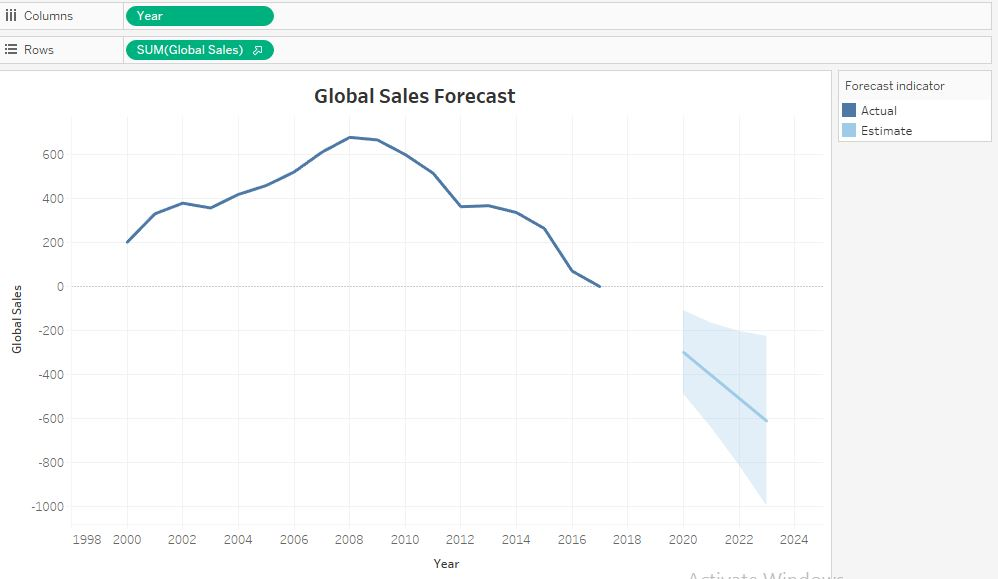 Columns
Year
Rows
SUM(Global Sales)
Global Sales Forecast
Forecast indicator
Actual
Estimate
600
400
200
0
-200
-400
-600
-800
-1000
Global Sales
1998 2000 2002 2004 2006 2008 2010 2012 2014 2016 2018 2020 2022 2024
Year
Activate Windows